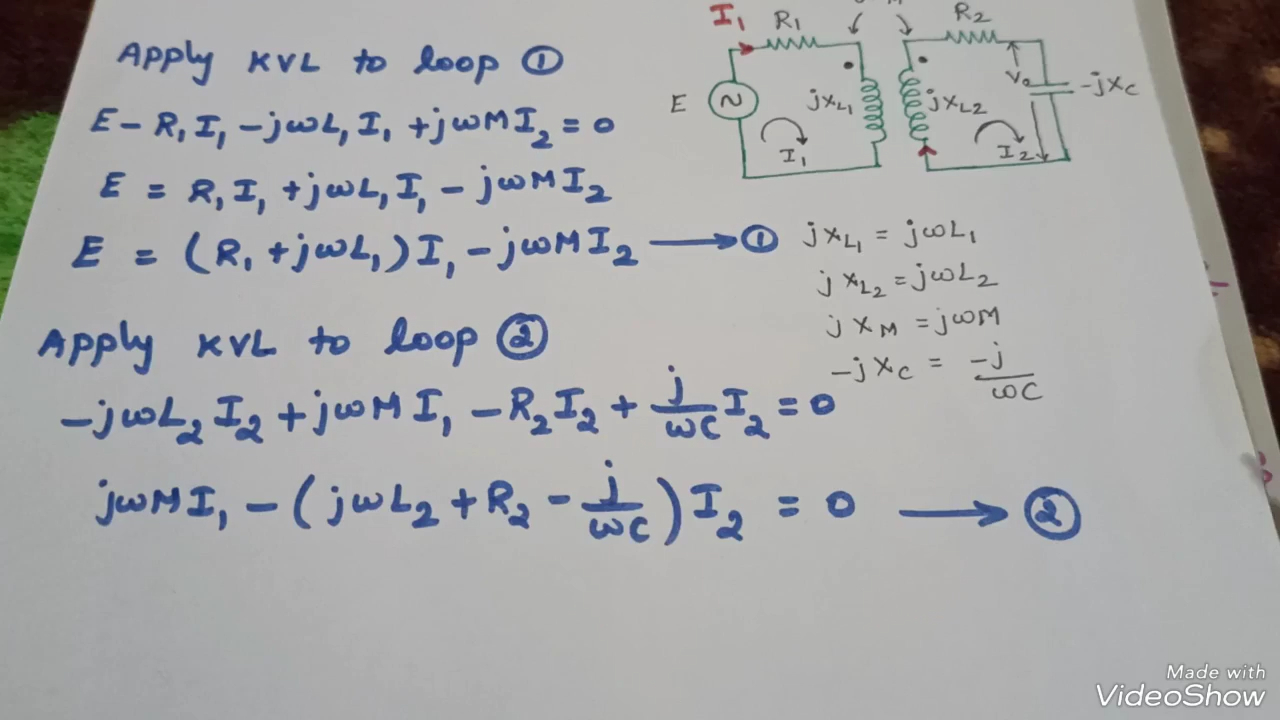 Apply KVL to loop ①
E - R₁I₁ - jωL₁I₁ + jωMI₂ = 0
E = R₁I₁ + jωL₁I₁ - jωMI₂
E = (R₁ + jωL₁)I₁ - jωMI₂ ⟶ ①
Apply KVL to loop ②
-jωL₂I₂ + jωMI₁ - R₂I₂ + j/ωC I₂ = 0
jωMI₁ - (jωL₂ + R₂ - j/ωC)I₂ = 0 ⟶ ②
I₁ R₁ R₂
E jXL₁ jXL₂ V₀ -jXC
I₁ I₂
jXL₁ = jωL₁
jXL₂ = jωL₂
jXM = jωM
-jXC = -j/ωC
Made with
VideoShow